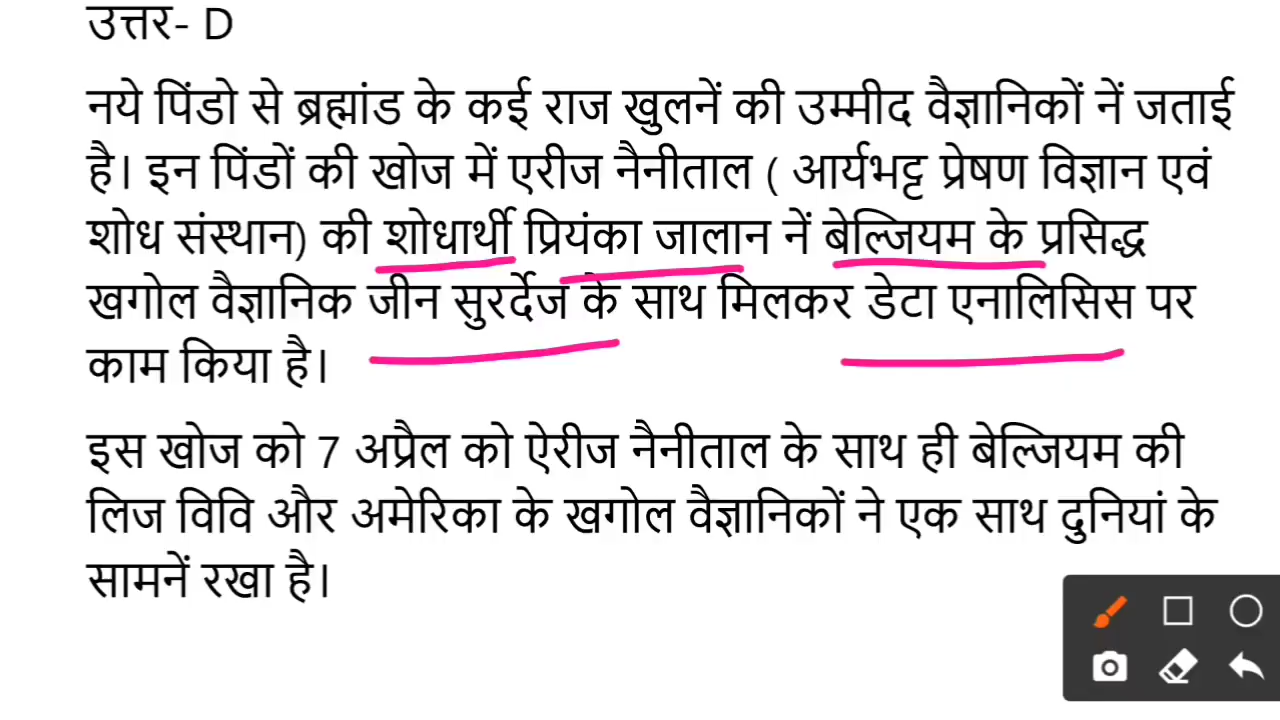 उत्तर- D
नये पिंडो से ब्रह्मांड के कई राज खुलनें की उम्मीद वैज्ञानिकों नें जताई
है। इन पिंडों की खोज में एरीज नैनीताल ( आर्यभट्ट प्रेषण विज्ञान एवं
शोध संस्थान) की शोधार्थी प्रियंका जालान नें बेल्जियम के प्रसिद्ध
खगोल वैज्ञानिक जीन सुरर्देज के साथ मिलकर डेटा एनालिसिस पर
काम किया है।
इस खोज को 7 अप्रैल को ऐरीज नैनीताल के साथ ही बेल्जियम की
लिज विवि और अमेरिका के खगोल वैज्ञानिकों ने एक साथ दुनियां के
सामनें रखा है।